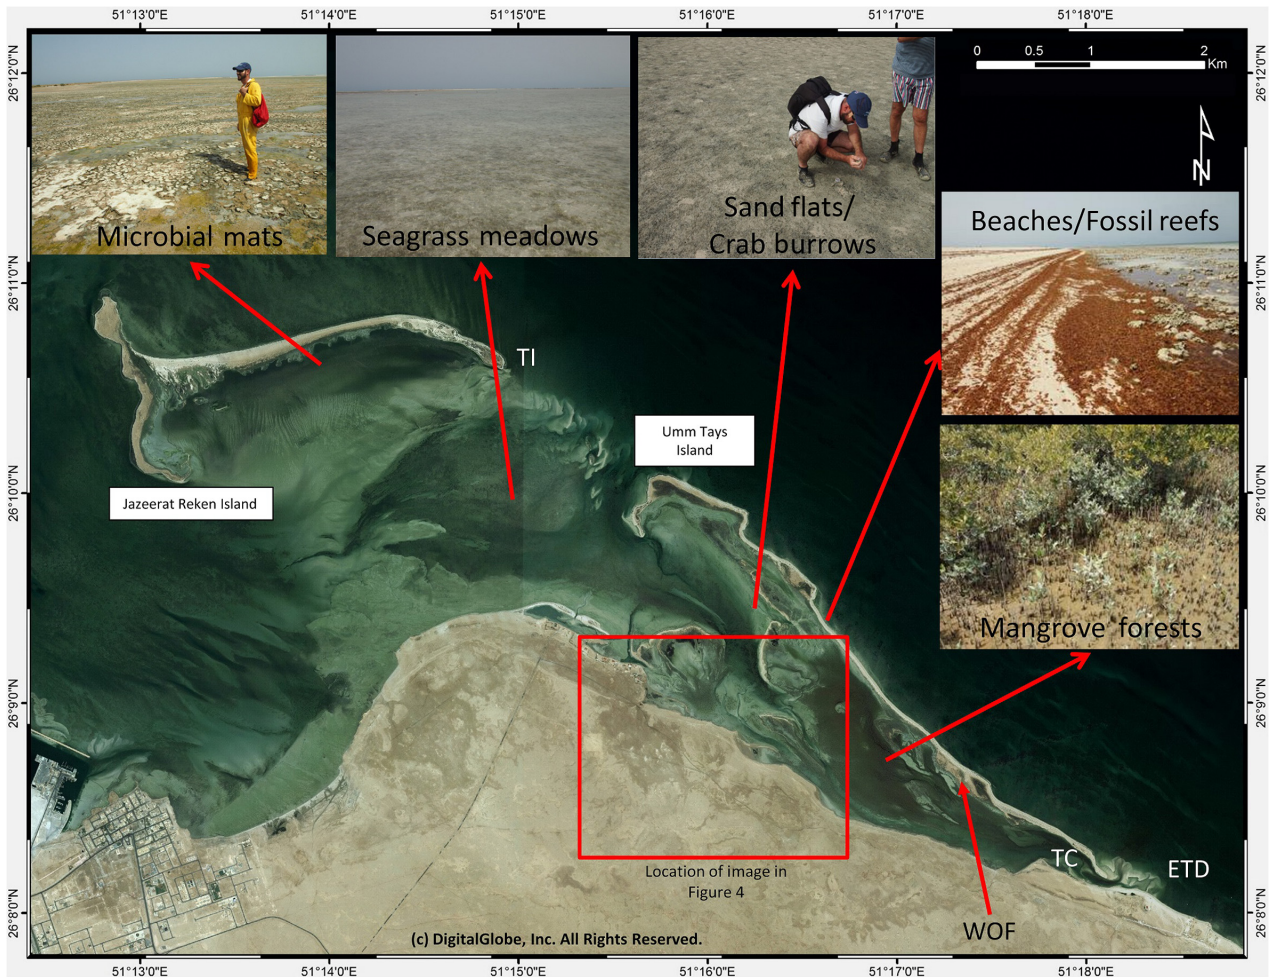 51°13'0"E
51°14'0"E
51°15'0"E
51°16'0"E
51°17'0"E
51°18'0"E
26°12'0"N
26°12'0"N
0 0.5 1 2
Km
N
Microbial mats
Seagrass meadows
Sand flats/
Crab burrows
Beaches/Fossil reefs
26°11'0"N
26°11'0"N
TI
Umm Tays
Island
Jazeerat Reken Island
26°10'0"N
26°10'0"N
Mangrove forests
26°9'0"N
26°9'0"N
Location of image in
Figure 4
TC
ETD
WOF
26°8'0"N
26°8'0"N
(c) DigitalGlobe, Inc. All Rights Reserved.
51°13'0"E
51°14'0"E
51°15'0"E
51°16'0"E
51°17'0"E
51°18'0"E